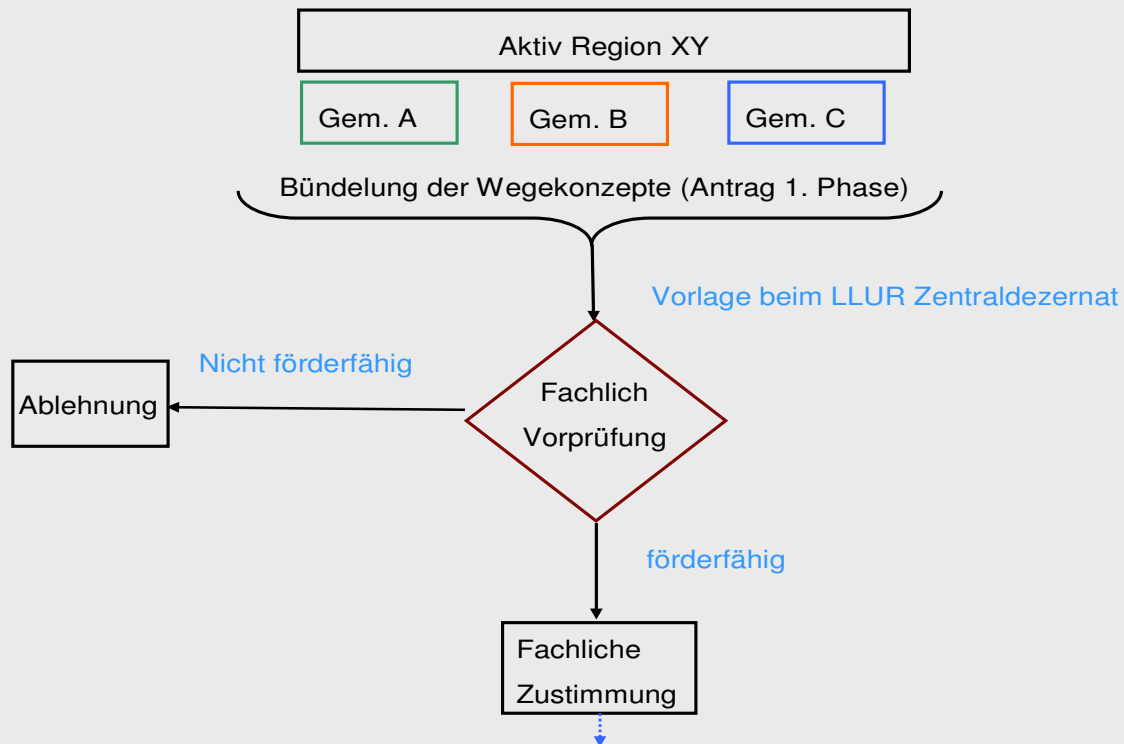 Aktiv Region XY
Gem. A
Gem. B
Gem. C
Bündelung der Wegekonzepte (Antrag 1. Phase)
Vorlage beim LLUR Zentraldezernat
Nicht förderfähig
Ablehnung
Fachlich
Vorprüfung
förderfähig
Fachliche
Zustimmung